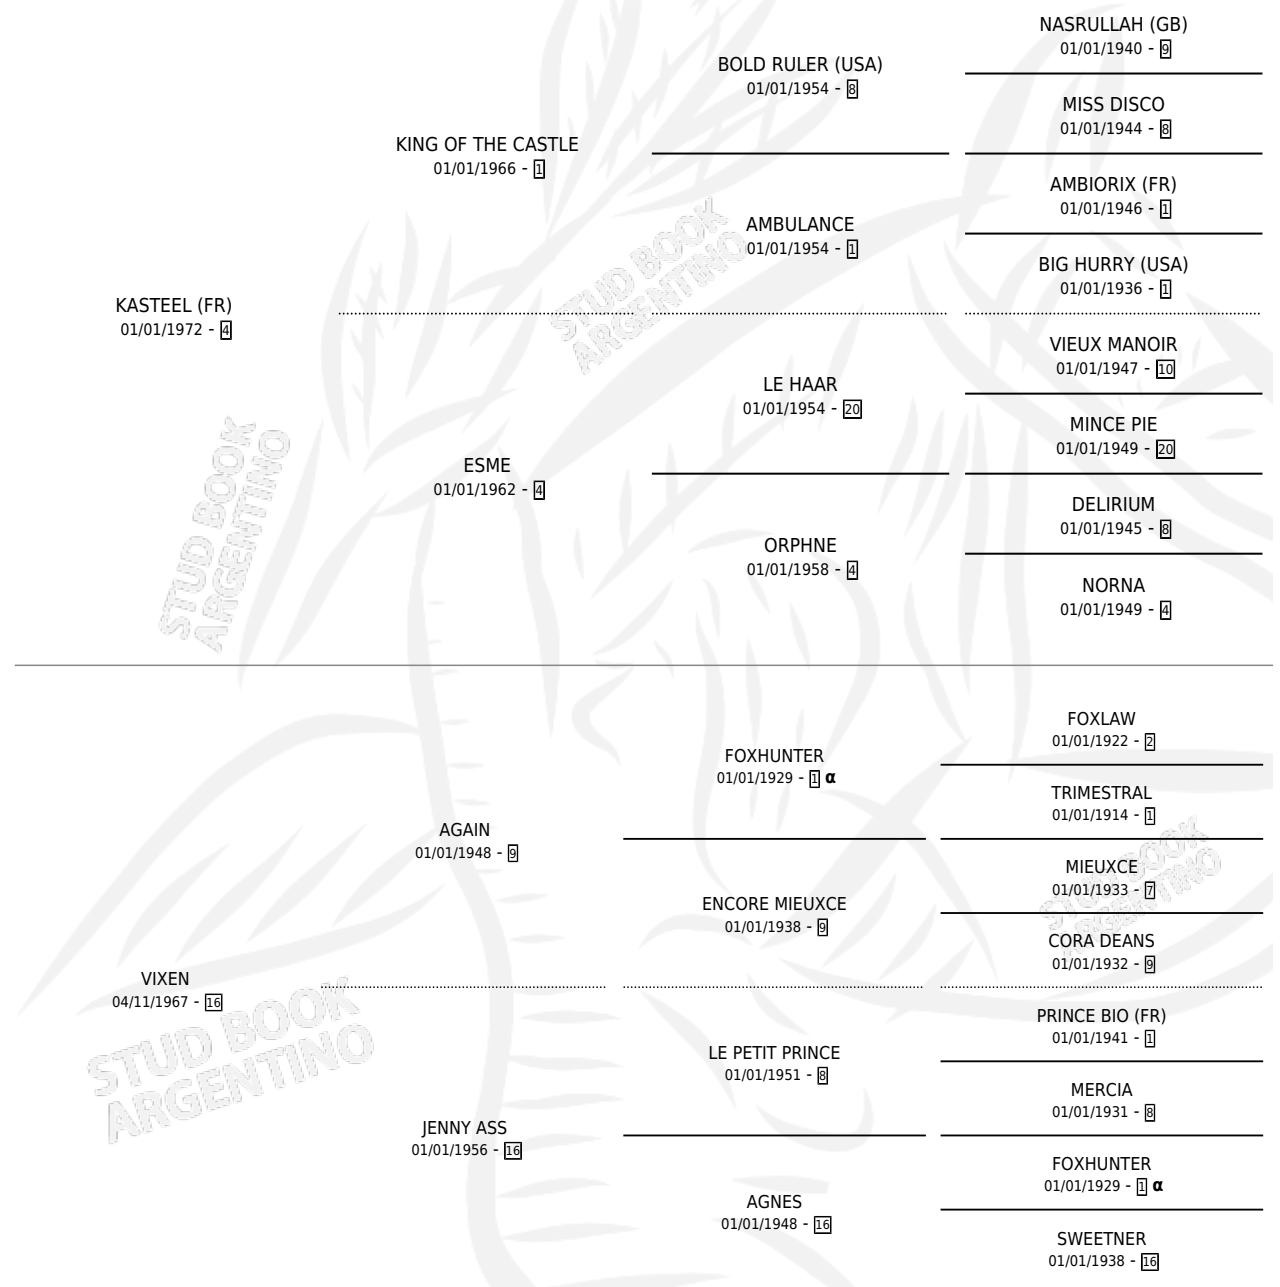 NASRULLAH (GB)
01/01/1940 - 9
BOLD RULER (USA)
01/01/1954 - 8
MISS DISCO
01/01/1944 - 8
KING OF THE CASTLE
01/01/1966 - 1
AMBIORIX (FR)
01/01/1946 - 1
AMBULANCE
01/01/1954 - 1
BIG HURRY (USA)
01/01/1936 - 1
KASTEEL (FR)
01/01/1972 - 4
VIEUX MANOIR
01/01/1947 - 10
LE HAAR
01/01/1954 - 20
MINCE PIE
01/01/1949 - 20
ESME
01/01/1962 - 4
DELIRIUM
01/01/1945 - 8
ORPHNE
01/01/1958 - 4
NORNA
01/01/1949 - 4
FOXLAW
01/01/1922 - 2
FOXHUNTER
01/01/1929 - 1 α
TRIMESTRAL
01/01/1914 - 1
AGAIN
01/01/1948 - 9
MIEUXCE
01/01/1933 - 7
ENCORE MIEUXCE
01/01/1938 - 9
CORA DEANS
01/01/1932 - 9
VIXEN
04/11/1967 - 16
PRINCE BIO (FR)
01/01/1941 - 1
LE PETIT PRINCE
01/01/1951 - 8
MERCIA
01/01/1931 - 8
JENNY ASS
01/01/1956 - 16
FOXHUNTER
01/01/1929 - 1 α
AGNES
01/01/1948 - 16
SWEETNER
01/01/1938 - 16
STUD BOOK
ARGENTINO
STUD BOOK
ARGENTINO
STUD BOOK
ARGENTINO
STUD BOOK
ARGENTINO